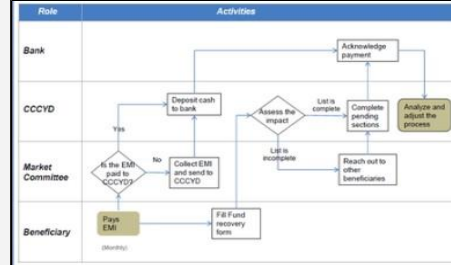 Role Activities
Bank
Acknowledge
payment
CCCYD
Deposit cash to
bank
Assess the
impact
List is
complete
Complete
pending
sections
Analyze and
adjust the
process
Yes
Market
Committee
Is the EMI
paid to
CCCYD?
No
Collect EMI
and send to
CCCYD
List is
incomplete
Reach out to
other
beneficiaries
Beneficiary
Pays
EMI
(Monthly)
Fill Fund
recovery
form